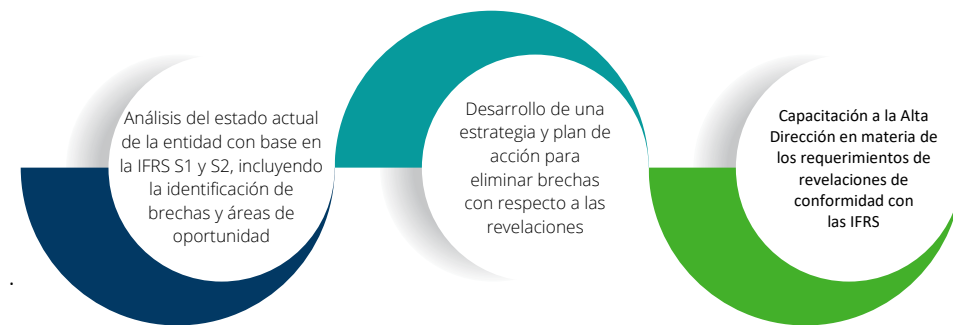 Análisis del estado actual
de la entidad con base en
la IFRS S1 y S2, incluyendo
la identificación de
brechas y áreas de
oportunidad
Desarrollo de una
estrategia y plan de
acción para
eliminar brechas
con respecto a las
revelaciones
Capacitación a la Alta
Dirección en materia de
los requerimientos de
revelaciones de
conformidad con
las IFRS
.